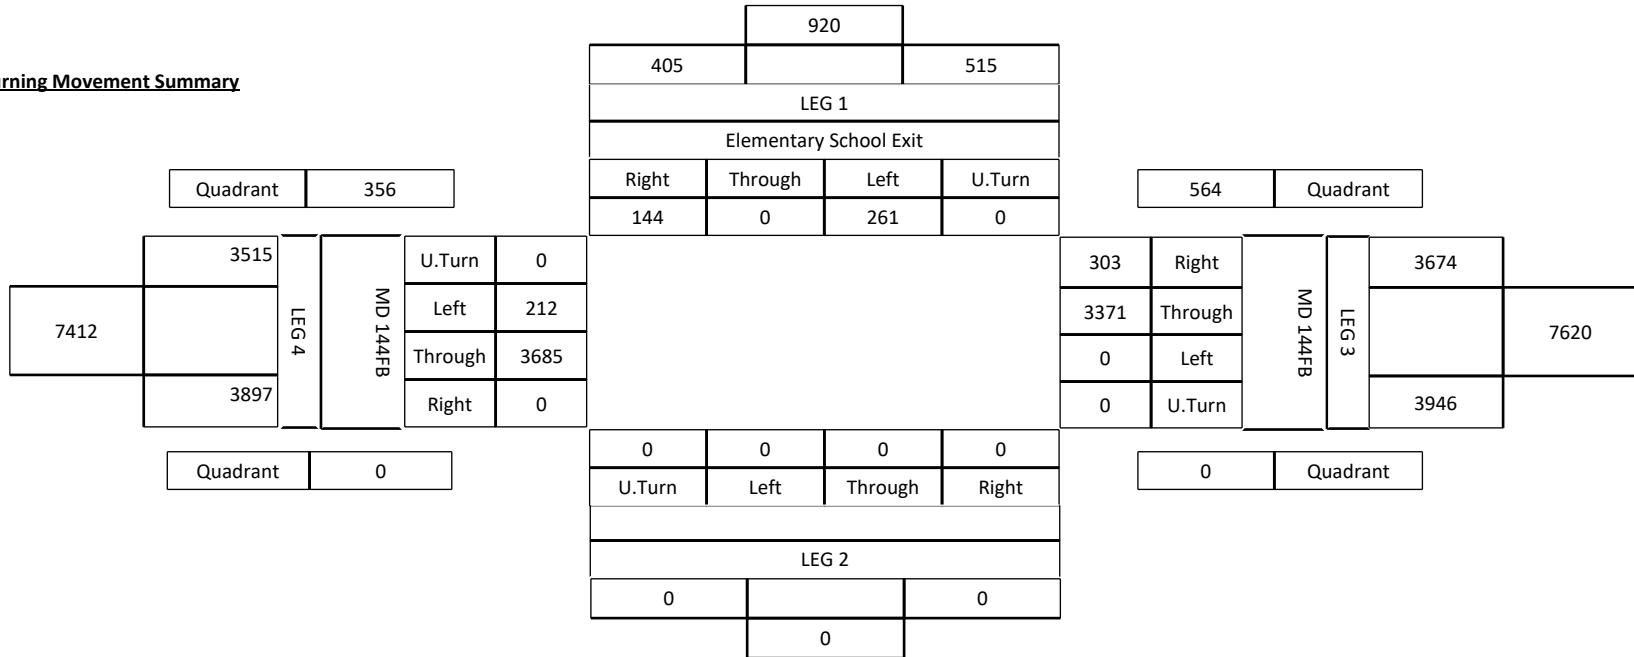 920
405 515
urning Movement Summary
LEG 1
Elementary School Exit
Quadrant 356
Right Through Left U.Turn
564 Quadrant
144 0 261 0
3515
U.Turn 0
303 Right
3674
7412
LEG 4
MD 144FB
Left 212
3371 Through
MD 144FB
LEG 3
7620
Through 3685
0 Left
3897
Right 0
0 U.Turn
3946
0 0 0 0
Quadrant 0
U.Turn Left Through Right
0 Quadrant
LEG 2
0 0
0